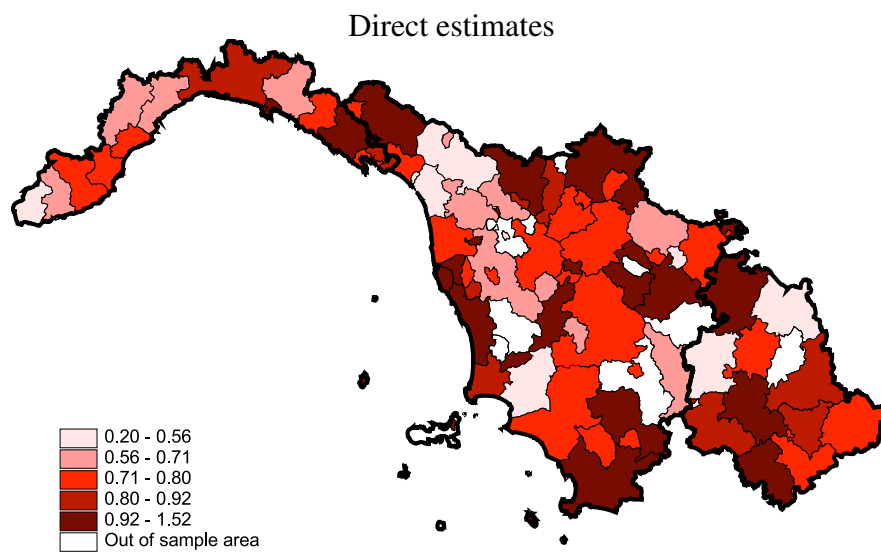 Direct estimates
0.20 - 0.56
0.56 - 0.71
0.71 - 0.80
0.80 - 0.92
0.92 - 1.52
Out of sample area